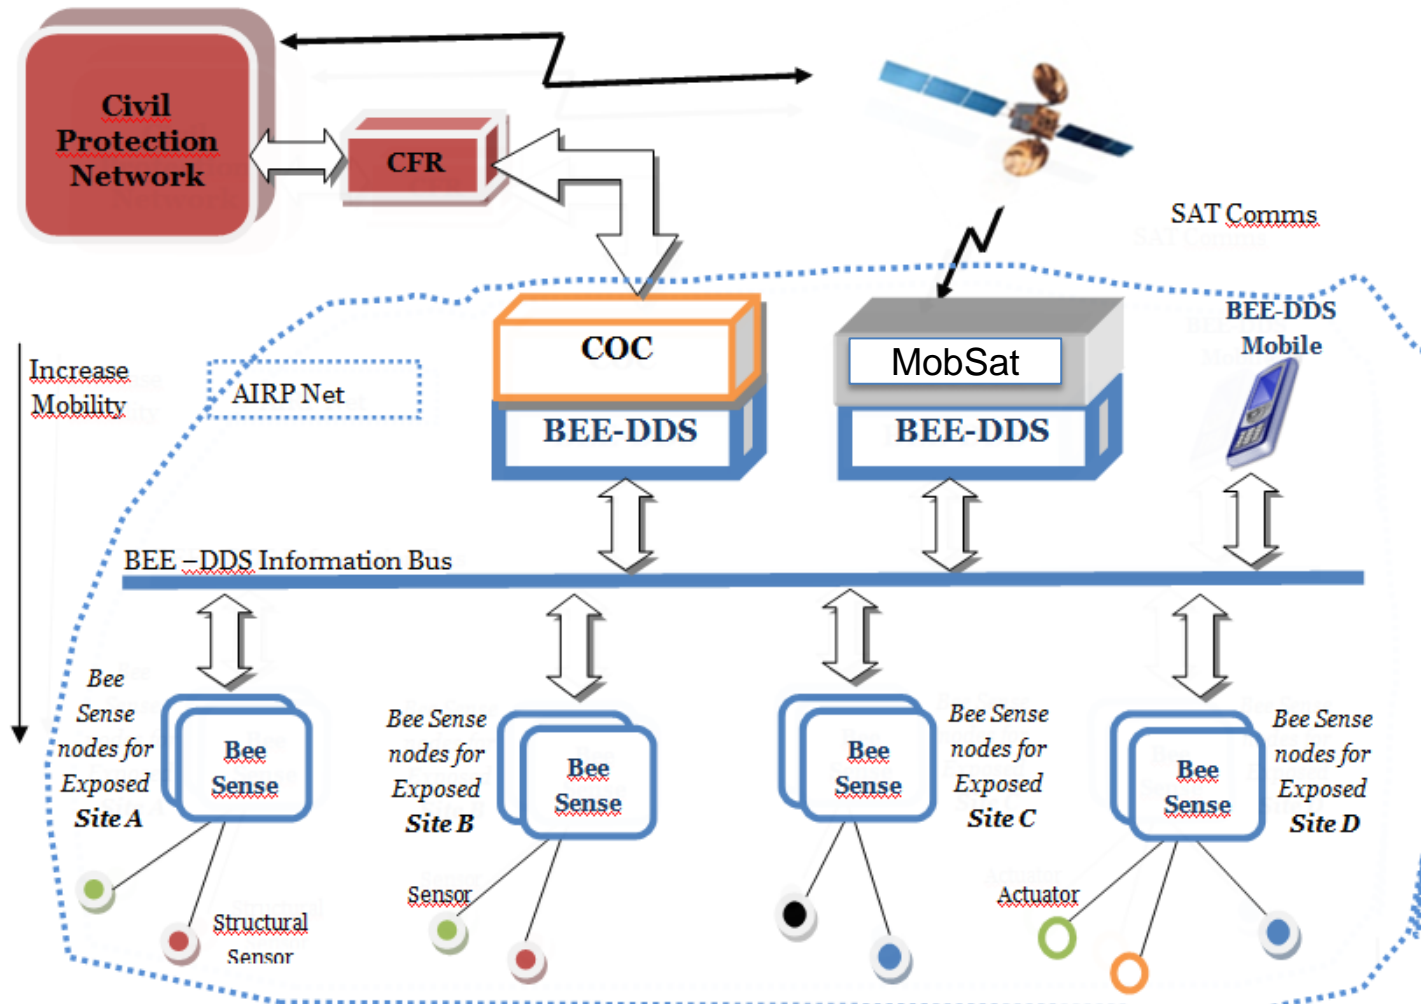 Civil
Protection
Network
CFR
SAT Comms
COC
BEE-DDS
MobSat
BEE-DDS
BEE-DDS
Mobile
Increase
Mobility
AIRP Net
BEE –DDS Information Bus
Bee
Sense
nodes for
Exposed
Site A
Bee
Sense
Bee Sense
nodes for
Exposed
Site B
Bee
Sense
Bee
Sense
Bee Sense
nodes for
Exposed
Site C
Bee
Sense
Bee Sense
nodes for
Exposed
Site D
Structural
Sensor
Sensor
Actuator